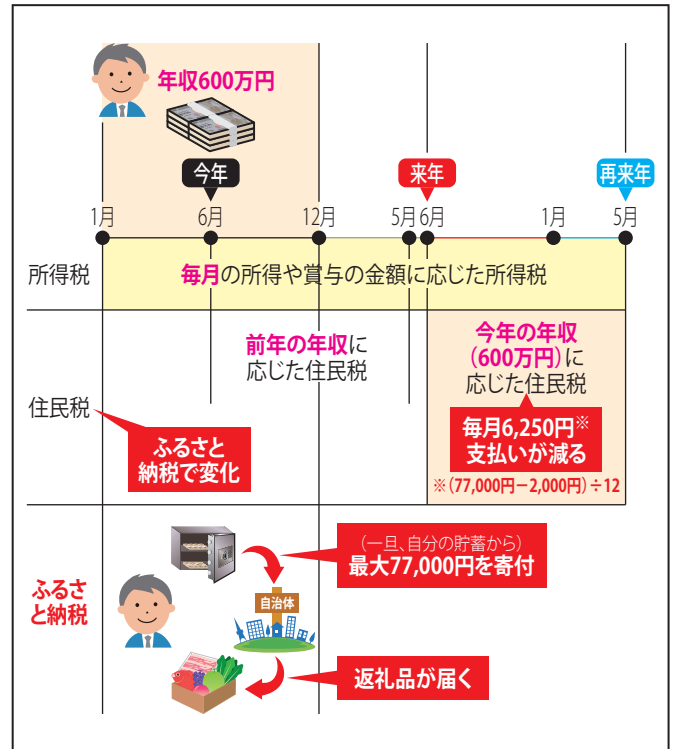 年収600万円
今年
来年
再来年
1月
6月
12月
5月
6月
1月
5月
所得税
毎月の所得や賞与の金額に応じた所得税
住民税
前年の年収に
応じた住民税
今年の年収
(600万円)に
応じた住民税
ふるさと
納税で変化
毎月6,250円※
支払いが減る
※(77,000円－2,000円)÷12
ふるさ
と納税
(一旦、自分の貯蓄から)
最大77,000円を寄付
自治体
返礼品が届く